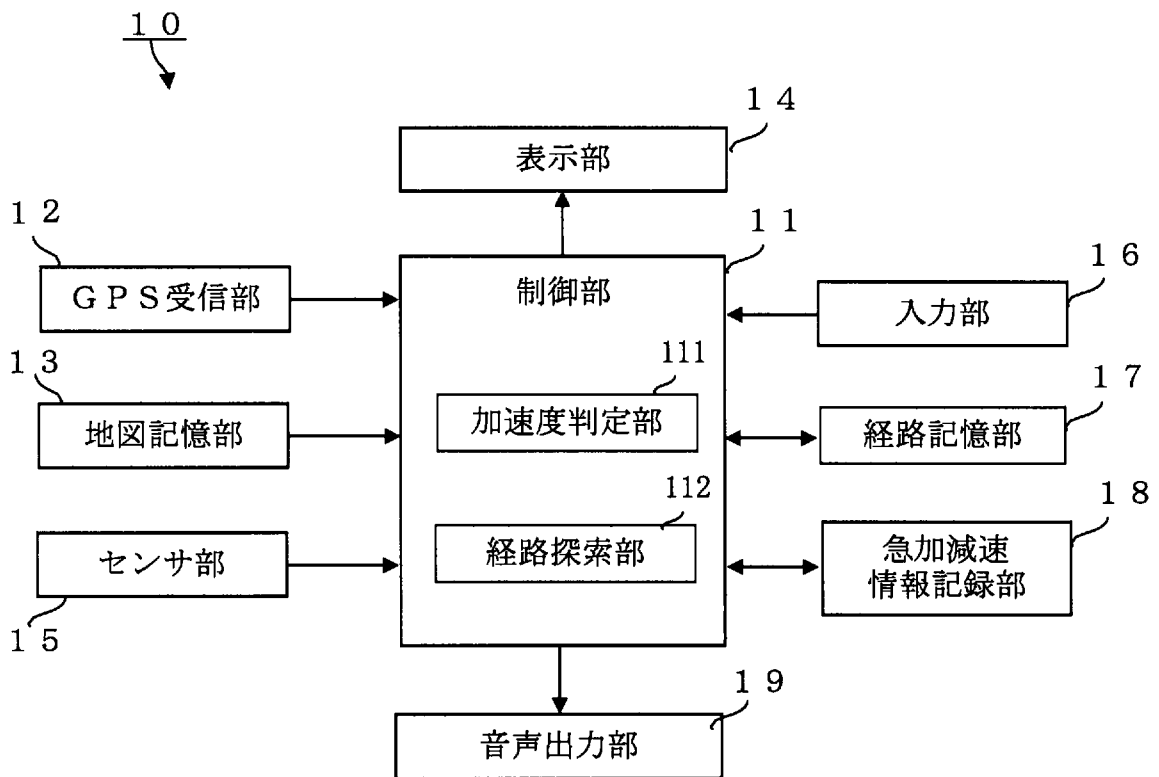 １０
１４
表示部
１２
ＧＰＳ受信部
１１
制御部
１６
入力部
１３
地図記憶部
111
加速度判定部
１７
経路記憶部
センサ部
１５
112
経路探索部
１８
急加減速
情報記録部
１９
音声出力部